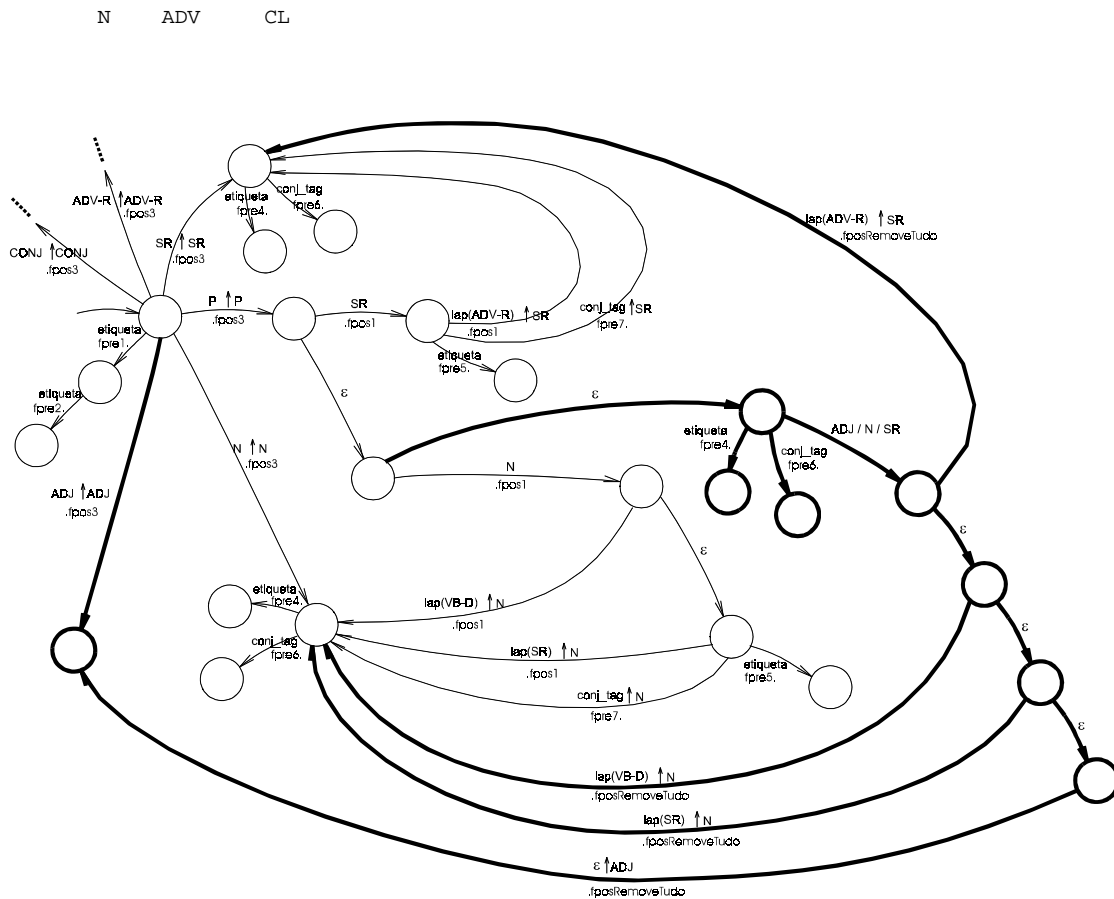 N ADV CL
ADV-R ↑ADV-R
.fpos3
CONJ ↑CONJ
.fpos3
SR ↑ SR
.fpos3
etiqueta
fpre4.
conj_tag
fpre6.
lap(ADV-R) ↑SR
.fposRemoveTudo
P ↑ P
.fpos3
SR
.fpos1
lap(ADV-R) ↑SR
.fpos1
conj_tag ↑SR
fpre7.
etiqueta
fpre1.
etiqueta
fpre2.
etiqueta
fpre5.
ε
ε
etiqueta
fpre4.
conj_tag
fpre6.
ADJ / N / SR
N ↑ N
.fpos3
N
.fpos1
ADJ ↑ADJ
.fpos3
ε
ε
etiqueta
fpre4.
conj_tag
fpre6.
lap(VB-D) ↑N
.fpos1
lap(SR) ↑ N
.fpos1
conj_tag ↑N
fpre7.
etiqueta
fpre5.
ε
ε
lap(VB-D) ↑ N
.fposRemoveTudo
lap(SR) ↑ N
.fposRemoveTudo
ε ↑ADJ
.fposRemoveTudo